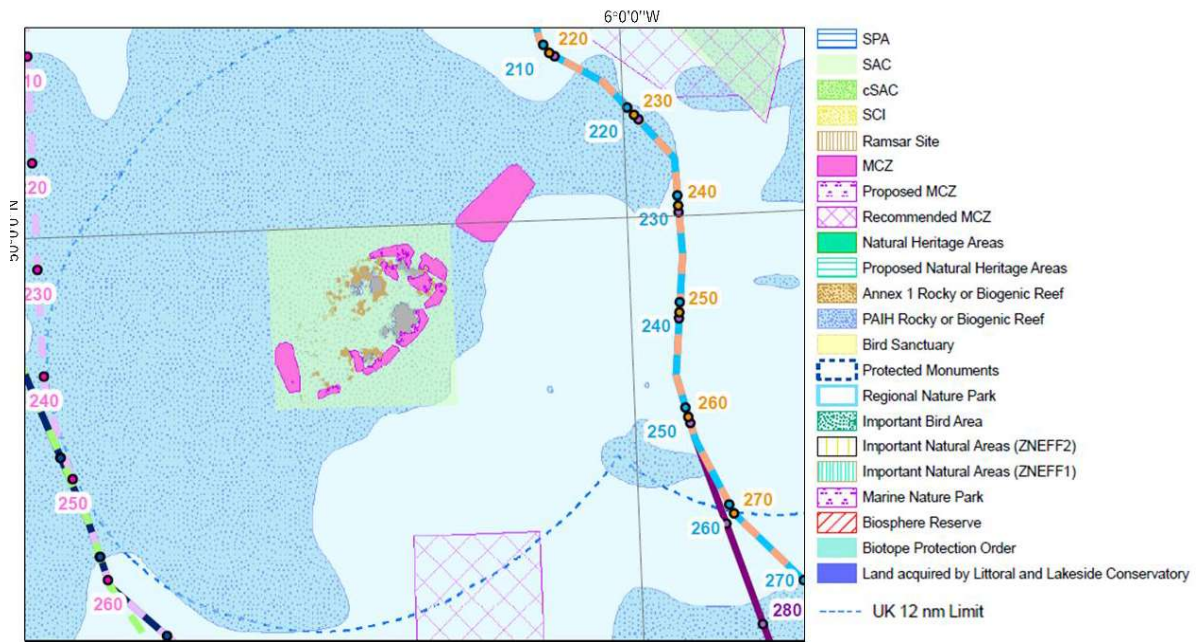 6°0'0"W
220
210
10
230
220
20
240
230
50°0'0"N
230
250
240
240
260
250
250
270
260
260
270
280
SPA
SAC
cSAC
SCI
Ramsar Site
MCZ
Proposed MCZ
Recommended MCZ
Natural Heritage Areas
Proposed Natural Heritage Areas
Annex 1 Rocky or Biogenic Reef
PAIH Rocky or Biogenic Reef
Bird Sanctuary
Protected Monuments
Regional Nature Park
Important Bird Area
Important Natural Areas (ZNEFF2)
Important Natural Areas (ZNEFF1)
Marine Nature Park
Biosphere Reserve
Biotope Protection Order
Land acquired by Littoral and Lakeside Conservatory
UK 12 nm Limit